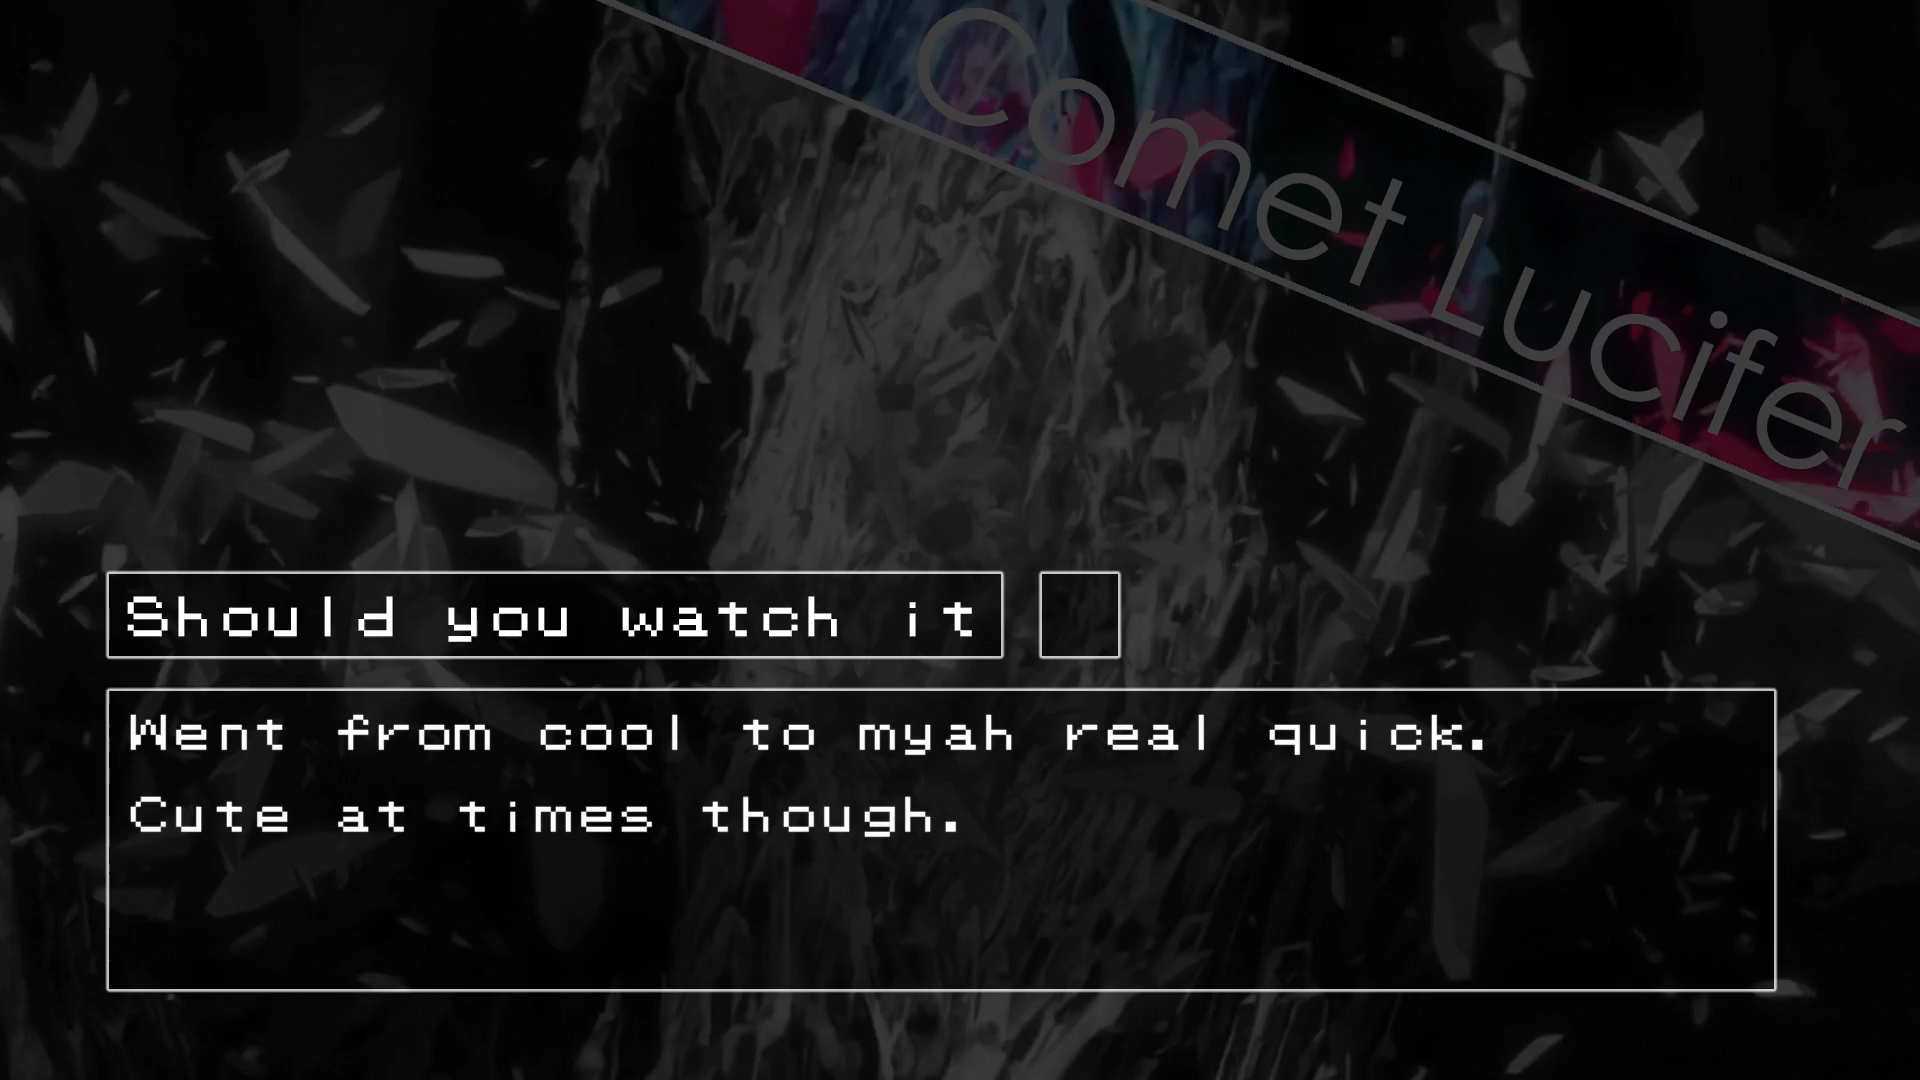 Comet Lucifer
Should you watch it
Went from cool to myah real quick.
Cute at times though.